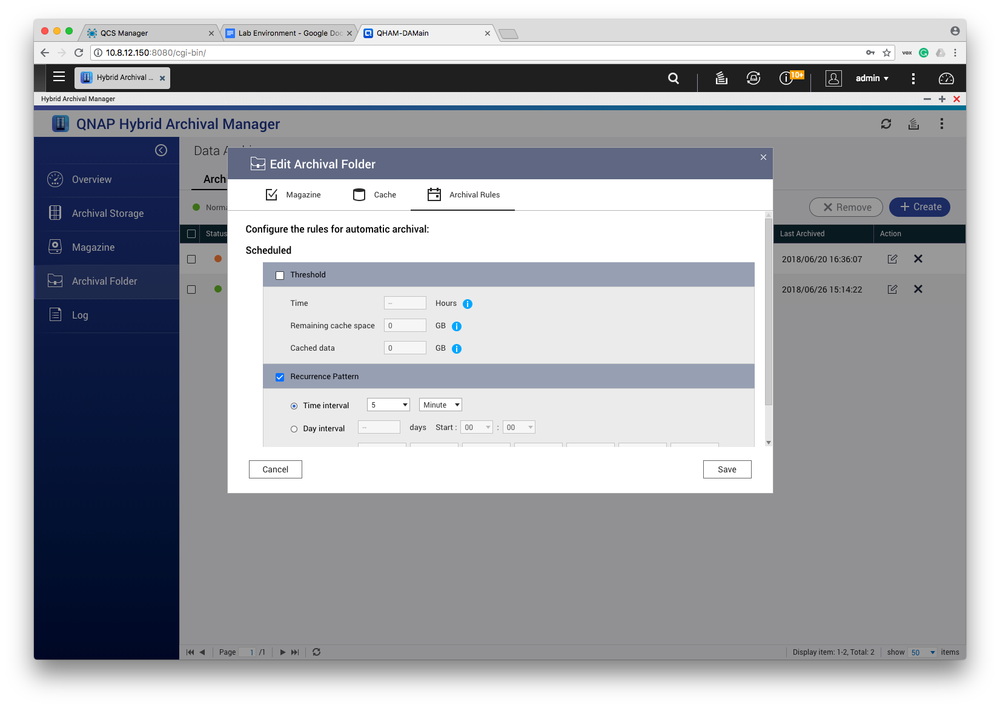 QCS Manager
Lab Environment - Google Doc
QHAM-DAMain
10.8.12.150:8080/cgi-bin/
VOX
Hybrid Archival ...
10+
admin
Hybrid Archival Manager
QNAP Hybrid Archival Manager
Data A
Edit Archival Folder
Overview
Arch
Magazine
Cache
Archival Rules
Archival Storage
Norma
Remove
Create
Configure the rules for automatic archival:
Status
Last Archived
Action
Scheduled
Magazine
2018/06/20 16:36:07
Threshold
Archival Folder
2018/06/26 15:14:22
Time -- Hours
Log
Remaining cache space 0 GB
Cached data 0 GB
Recurrence Pattern
Time interval 5 Minute
Day interval -- days Start : 00 : 00
Cancel
Save
Page 1 /1
Display item: 1-2, Total: 2
show 50 items